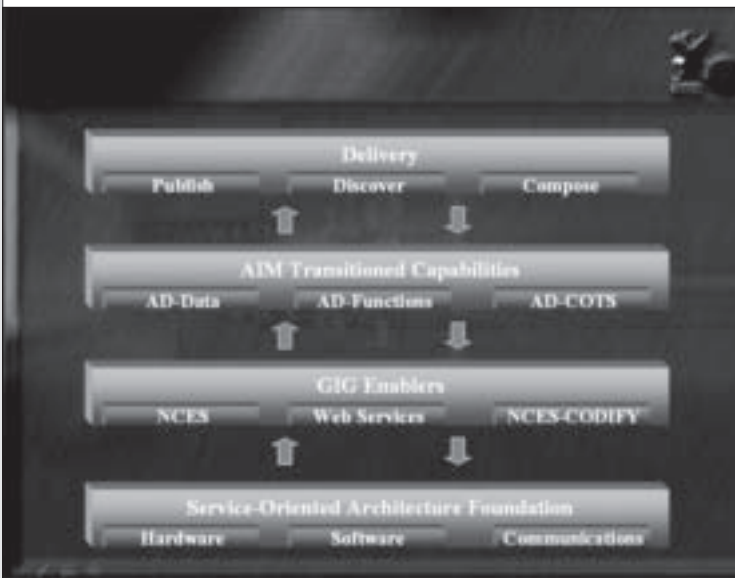 Delivery
Publish Discover Compose
AIM Transitioned Capabilities
AD-Data AD-Functions AD-COTS
GIG Enablers
NCES Web Services NCES-CODIFY
Service-Oriented Architecture Foundation
Hardware Software Communications